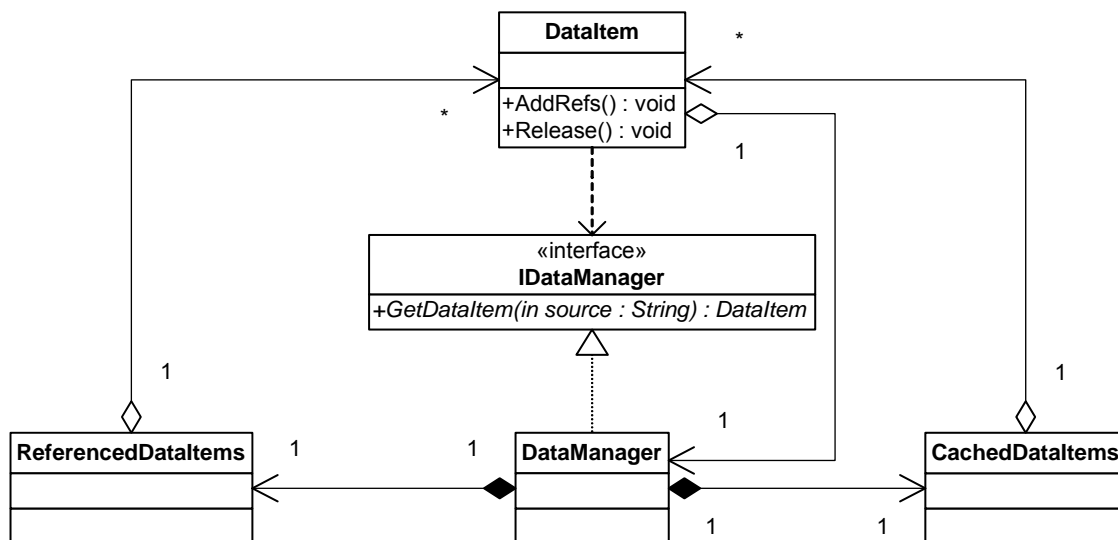 DataItem
*
*
+AddRefs() : void
+Release() : void
1
«interface»
IDataManager
+GetDataItem(in source : String) : DataItem
1
1
1
1
1
ReferencedDataItems
DataManager
CachedDataItems
1
1